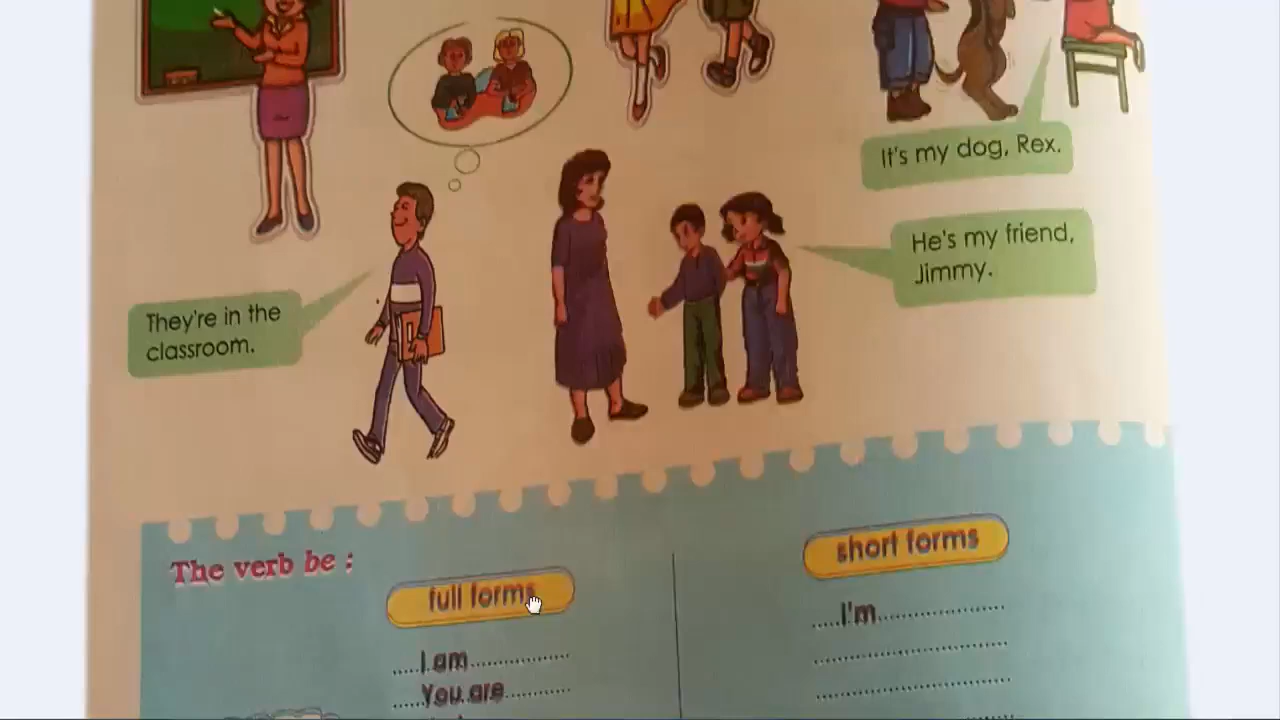 It's my dog, Rex.
He's my friend,
Jimmy.
They're in the
classroom.
The verb be :
full forms
short forms
I am
You are
I'm